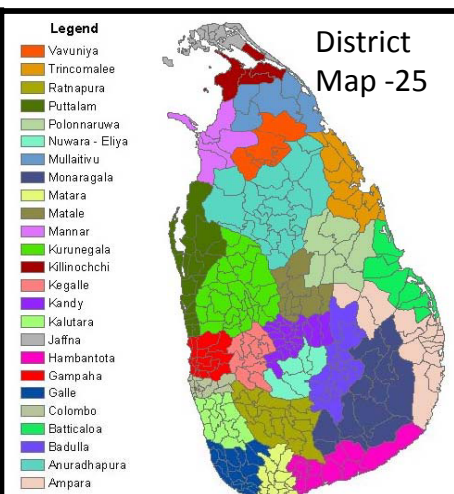 Legend
Vavuniya
Trincomalee
Ratnapura
Puttalam
Polonnaruwa
Nuwara - Eliya
Mullaitivu
Monaragala
Matara
Matale
Mannar
Kurunegala
Killinochchi
Kegalle
Kandy
Kalutara
Jaffna
Hambantota
Gampaha
Galle
Colombo
Batticaloa
Badulla
Anuradhapura
Ampara
District
Map -25